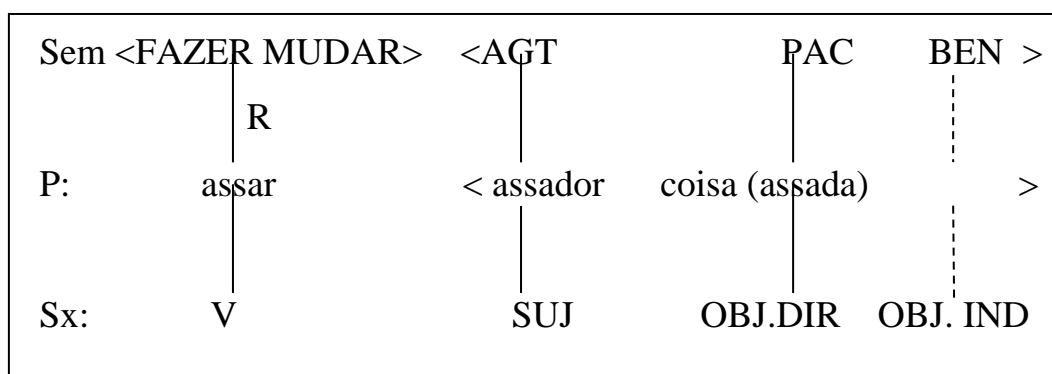 Sem <FAZER MUDAR> <AGT PAC BEN >
R
P: assar < assador coisa (assada) >
Sx: V SUJ OBJ.DIR OBJ. IND